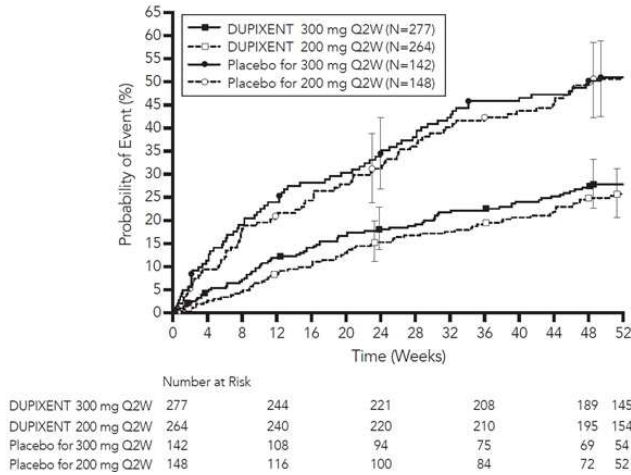 65
60
55
50
45
40
35
30
25
20
15
10
5
0
Probability of Event (%)
DUPIXENT 300 mg Q2W (N=277)
DUPIXENT 200 mg Q2W (N=264)
Placebo for 300 mg Q2W (N=142)
Placebo for 200 mg Q2W (N=148)
0 4 8 12 16 20 24 28 32 36 40 44 48 52
Time (Weeks)
Number at Risk
DUPIXENT 300 mg Q2W 277 244 221 208 189 145
DUPIXENT 200 mg Q2W 264 240 220 210 195 154
Placebo for 300 mg Q2W 142 108 94 75 69 54
Placebo for 200 mg Q2W 148 116 100 84 72 52